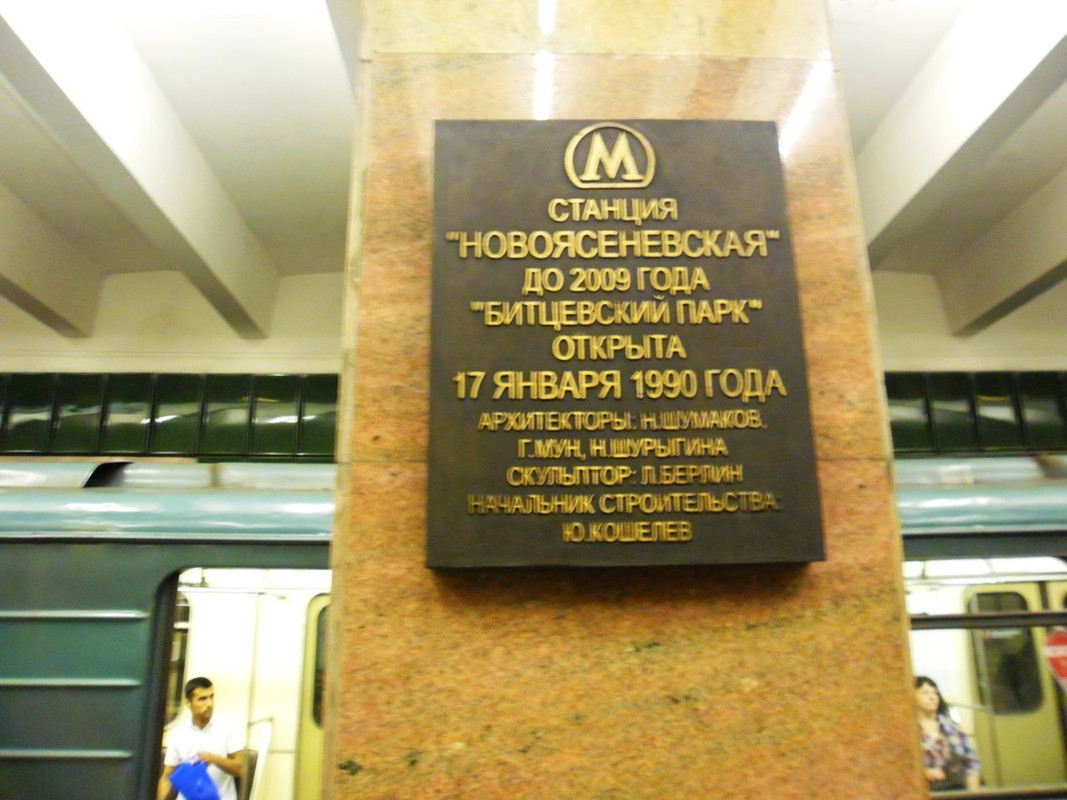 М
СТАНЦИЯ
"НОВОЯСЕНЕВСКАЯ"
ДО 2009 ГОДА
"БИТЦЕВСКИЙ ПАРК"
ОТКРЫТА
17 ЯНВАРЯ 1990 ГОДА
АРХИТЕКТОРЫ: Н.ШУМАКОВ,
Г.МУН, Н.ШУРЫГИНА
СКУЛЬПТОР: Л.БЕРЛИН
НАЧАЛЬНИК СТРОИТЕЛЬСТВА:
Ю.КОШЕЛЕВ